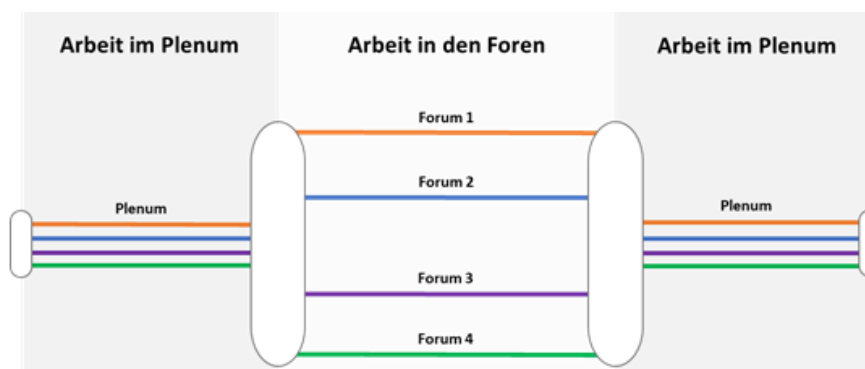 Arbeit im Plenum
Arbeit in den Foren
Arbeit im Plenum
Forum 1
Forum 2
Plenum
Plenum
Forum 3
Forum 4